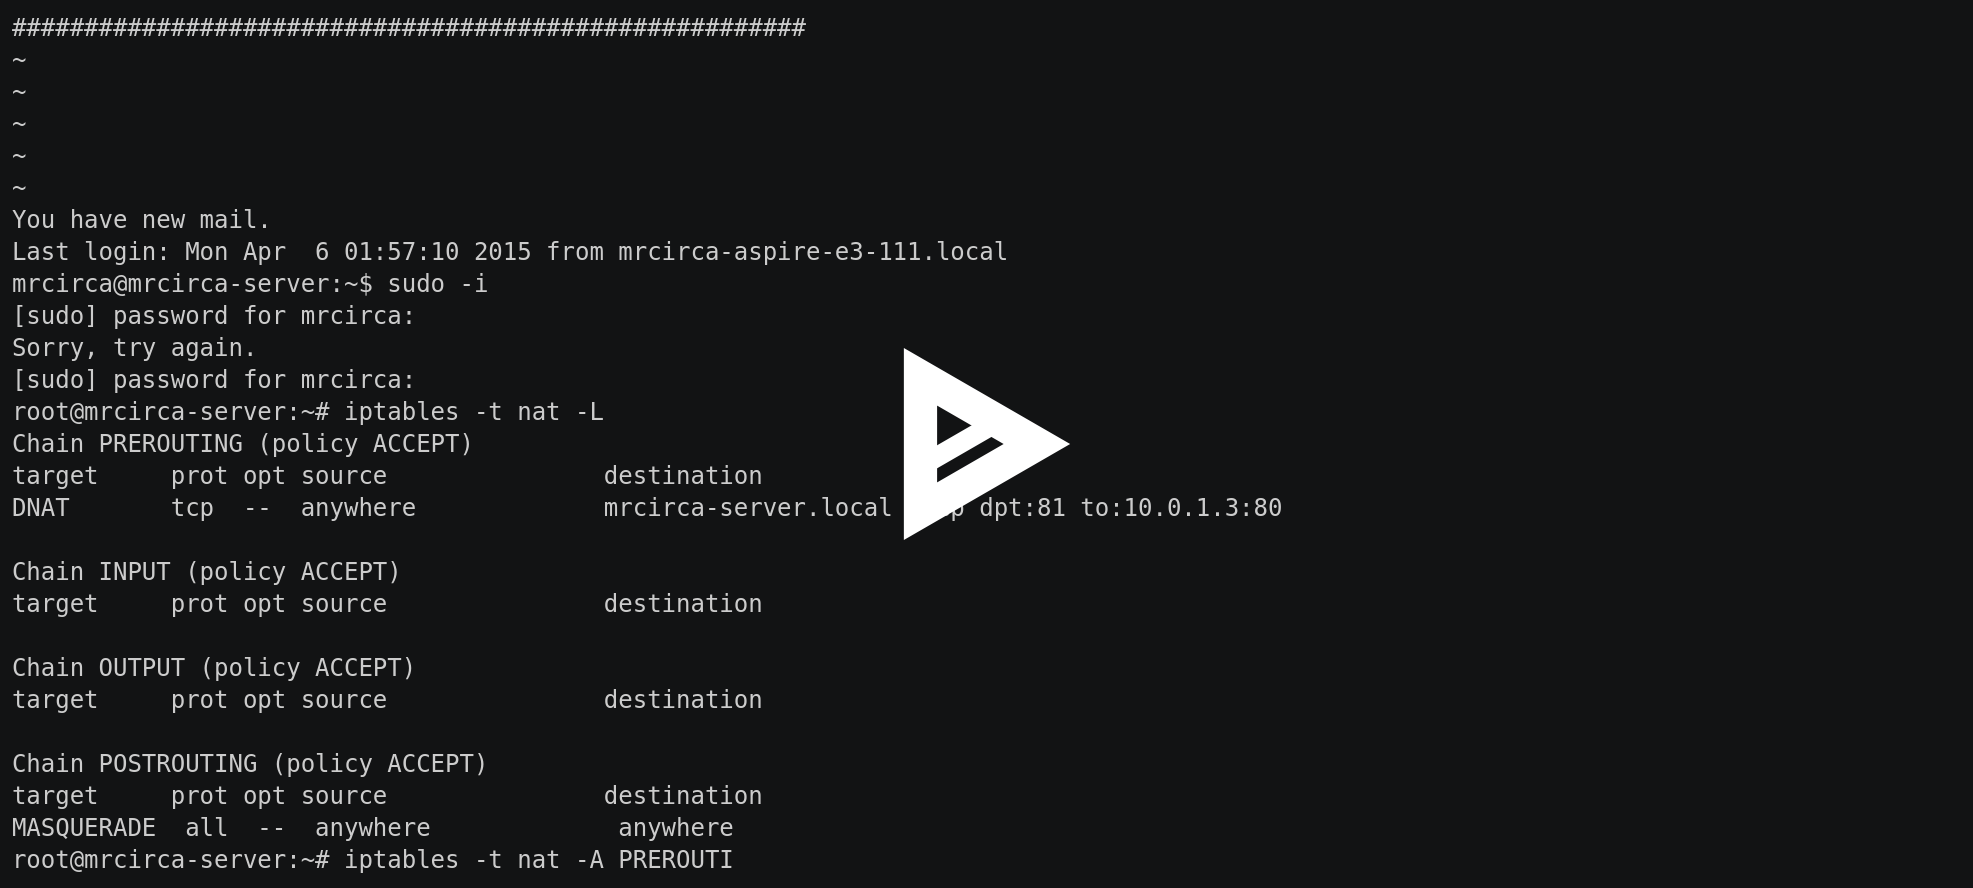 #######################################################
~
~
~
~
~
You have new mail.
Last login: Mon Apr  6 01:57:10 2015 from mrcirca-aspire-e3-111.local
mrcirca@mrcirca-server:~$ sudo -i
[sudo] password for mrcirca:
Sorry, try again.
[sudo] password for mrcirca:
root@mrcirca-server:~# iptables -t nat -L
Chain PREROUTING (policy ACCEPT)
target     prot opt source               destination
DNAT       tcp  --  anywhere             mrcirca-server.local dpt:81 to:10.0.1.3:80

Chain INPUT (policy ACCEPT)
target     prot opt source               destination

Chain OUTPUT (policy ACCEPT)
target     prot opt source               destination

Chain POSTROUTING (policy ACCEPT)
target     prot opt source               destination
MASQUERADE  all  --  anywhere             anywhere
root@mrcirca-server:~# iptables -t nat -A PREROUTI